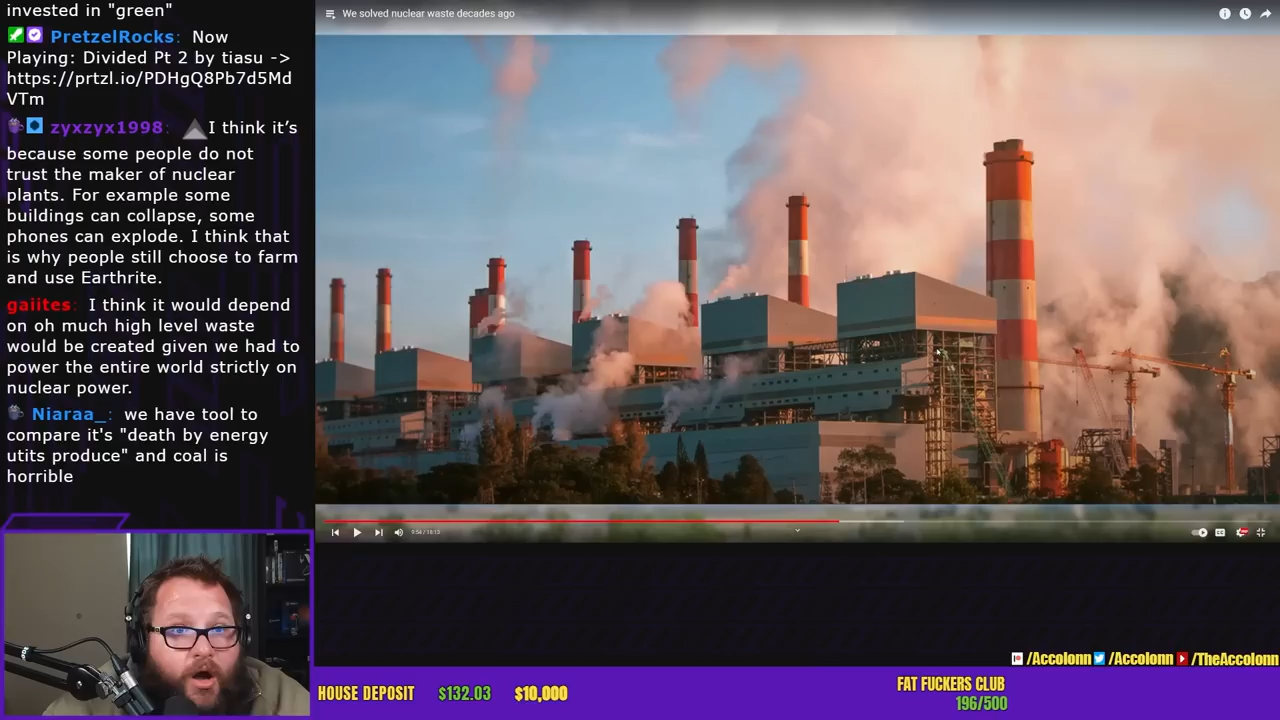 invested in "green"
PretzelRocks: Now
Playing: Divided Pt 2 by tiasu ->
https://prtzl.io/PDHgQ8Pb7d5Md
VTm
zyxzyx1998: I think it's
because some people do not
trust the maker of nuclear
plants. For example some
buildings can collapse, some
phones can explode. I think that
is why people still choose to farm
and use Earthrite.
gaiites: I think it would depend
on oh much high level waste
would be created given we had to
power the entire world strictly on
nuclear power.
Niaraa_: we have tool to
compare it's "death by energy
utits produce" and coal is
horrible
We solved nuclear waste decades ago
9:54 / 18:13
/Accolonn /Accolonn /TheAccolonn
HOUSE DEPOSIT $132.03 $10,000
FAT FUCKERS CLUB
196/500